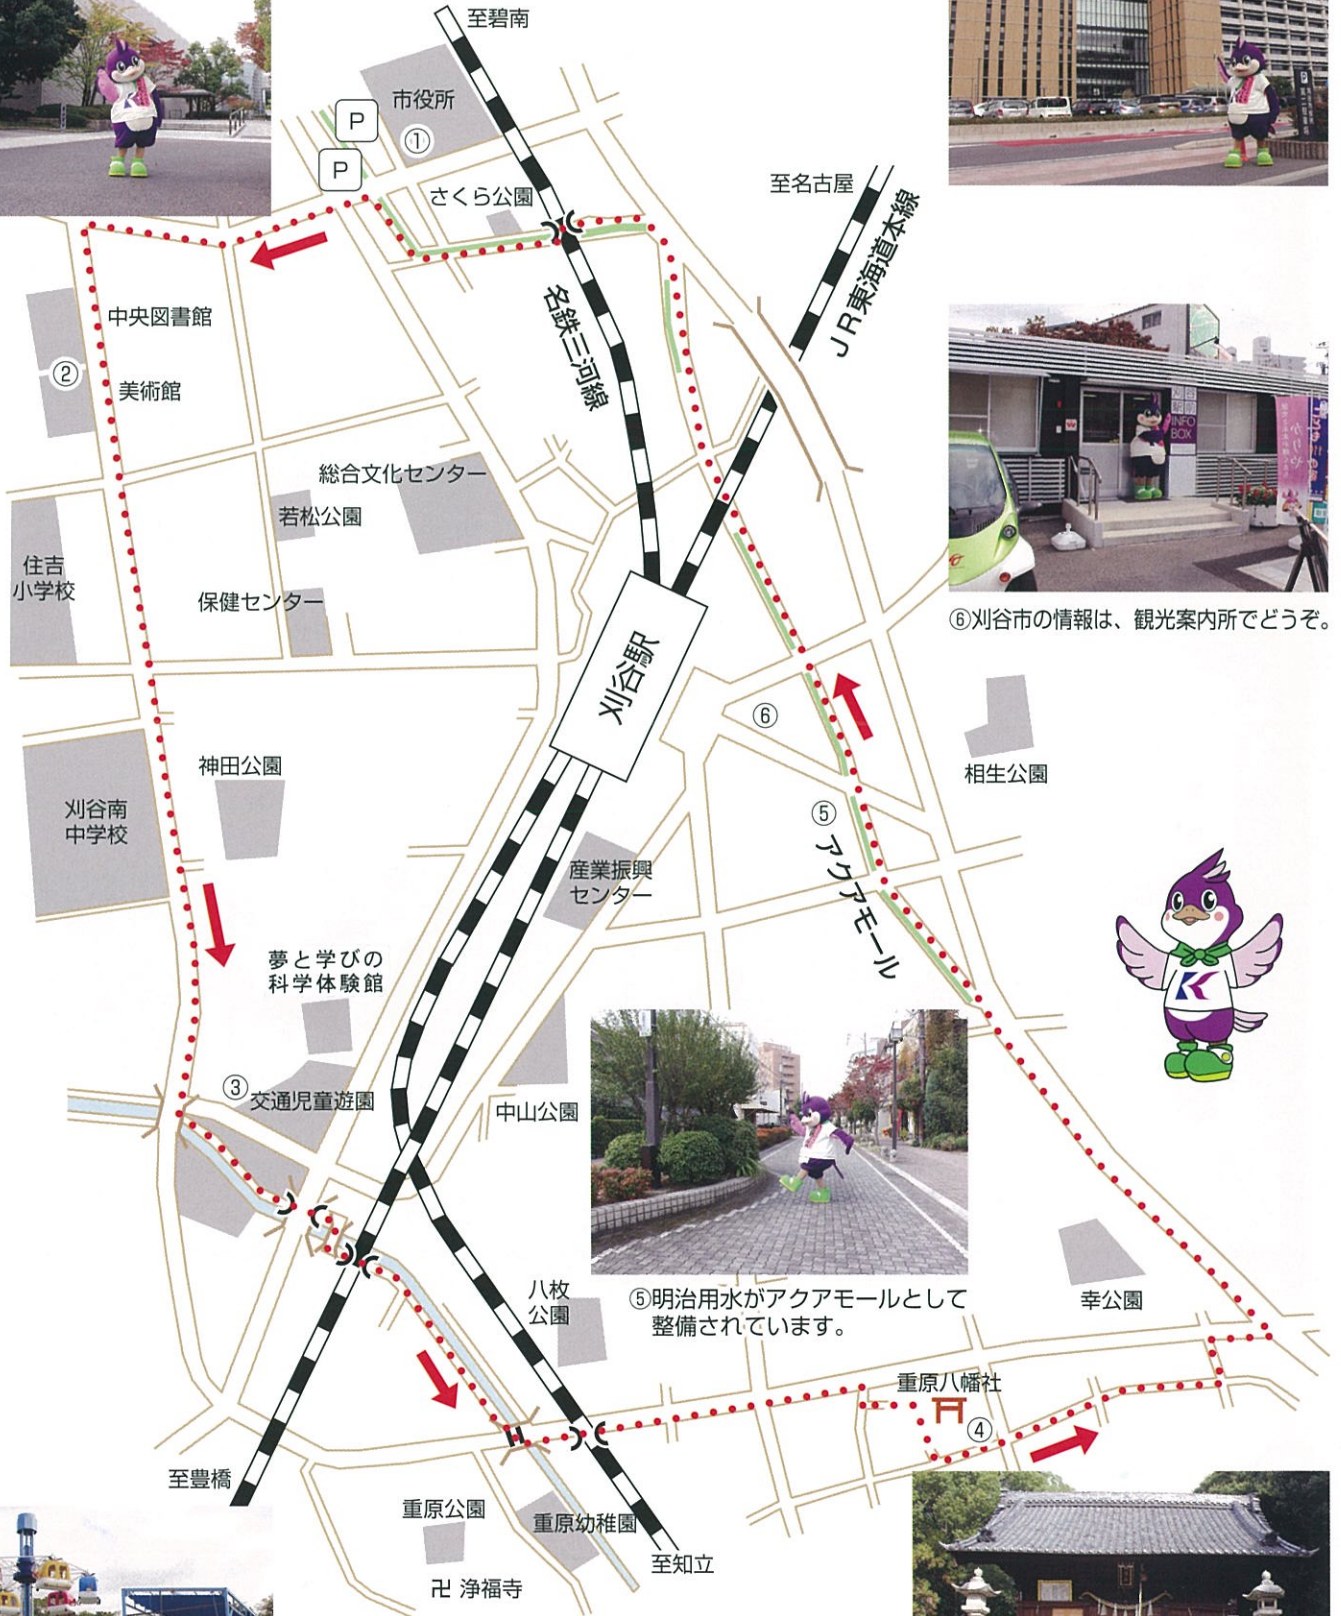 至碧南
市役所
①
P
P
さくら公園
至名古屋
JR東海道本線
名鉄三河線
中央図書館
②
美術館
総合文化センター
若松公園
住吉
小学校
保健センター
刈谷駅
INFO
BOX
かりや
⑥刈谷市の情報は、観光案内所でどうぞ。
⑥
相生公園
神田公園
刈谷南
中学校
⑤
アクアモール
産業振興
センター
夢と学びの
科学体験館
K
③
交通児童遊園
中山公園
⑤明治用水がアクアモールとして
整備されています。
八枚
公園
幸公園
重原八幡社
④
至豊橋
重原公園
重原幼稚園
至知立
卍 浄福寺